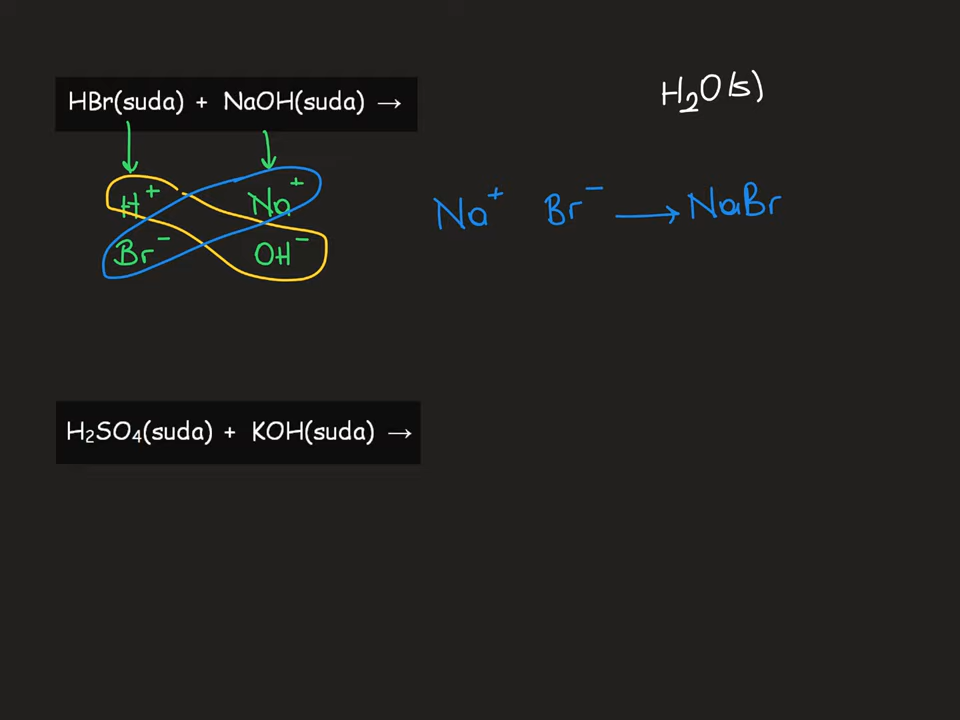 HBr(suda) + NaOH(suda) → H₂O(s)
H⁺ Na⁺ Na⁺ Br⁻ → NaBr
Br⁻ OH⁻
H₂SO₄(suda) + KOH(suda) →